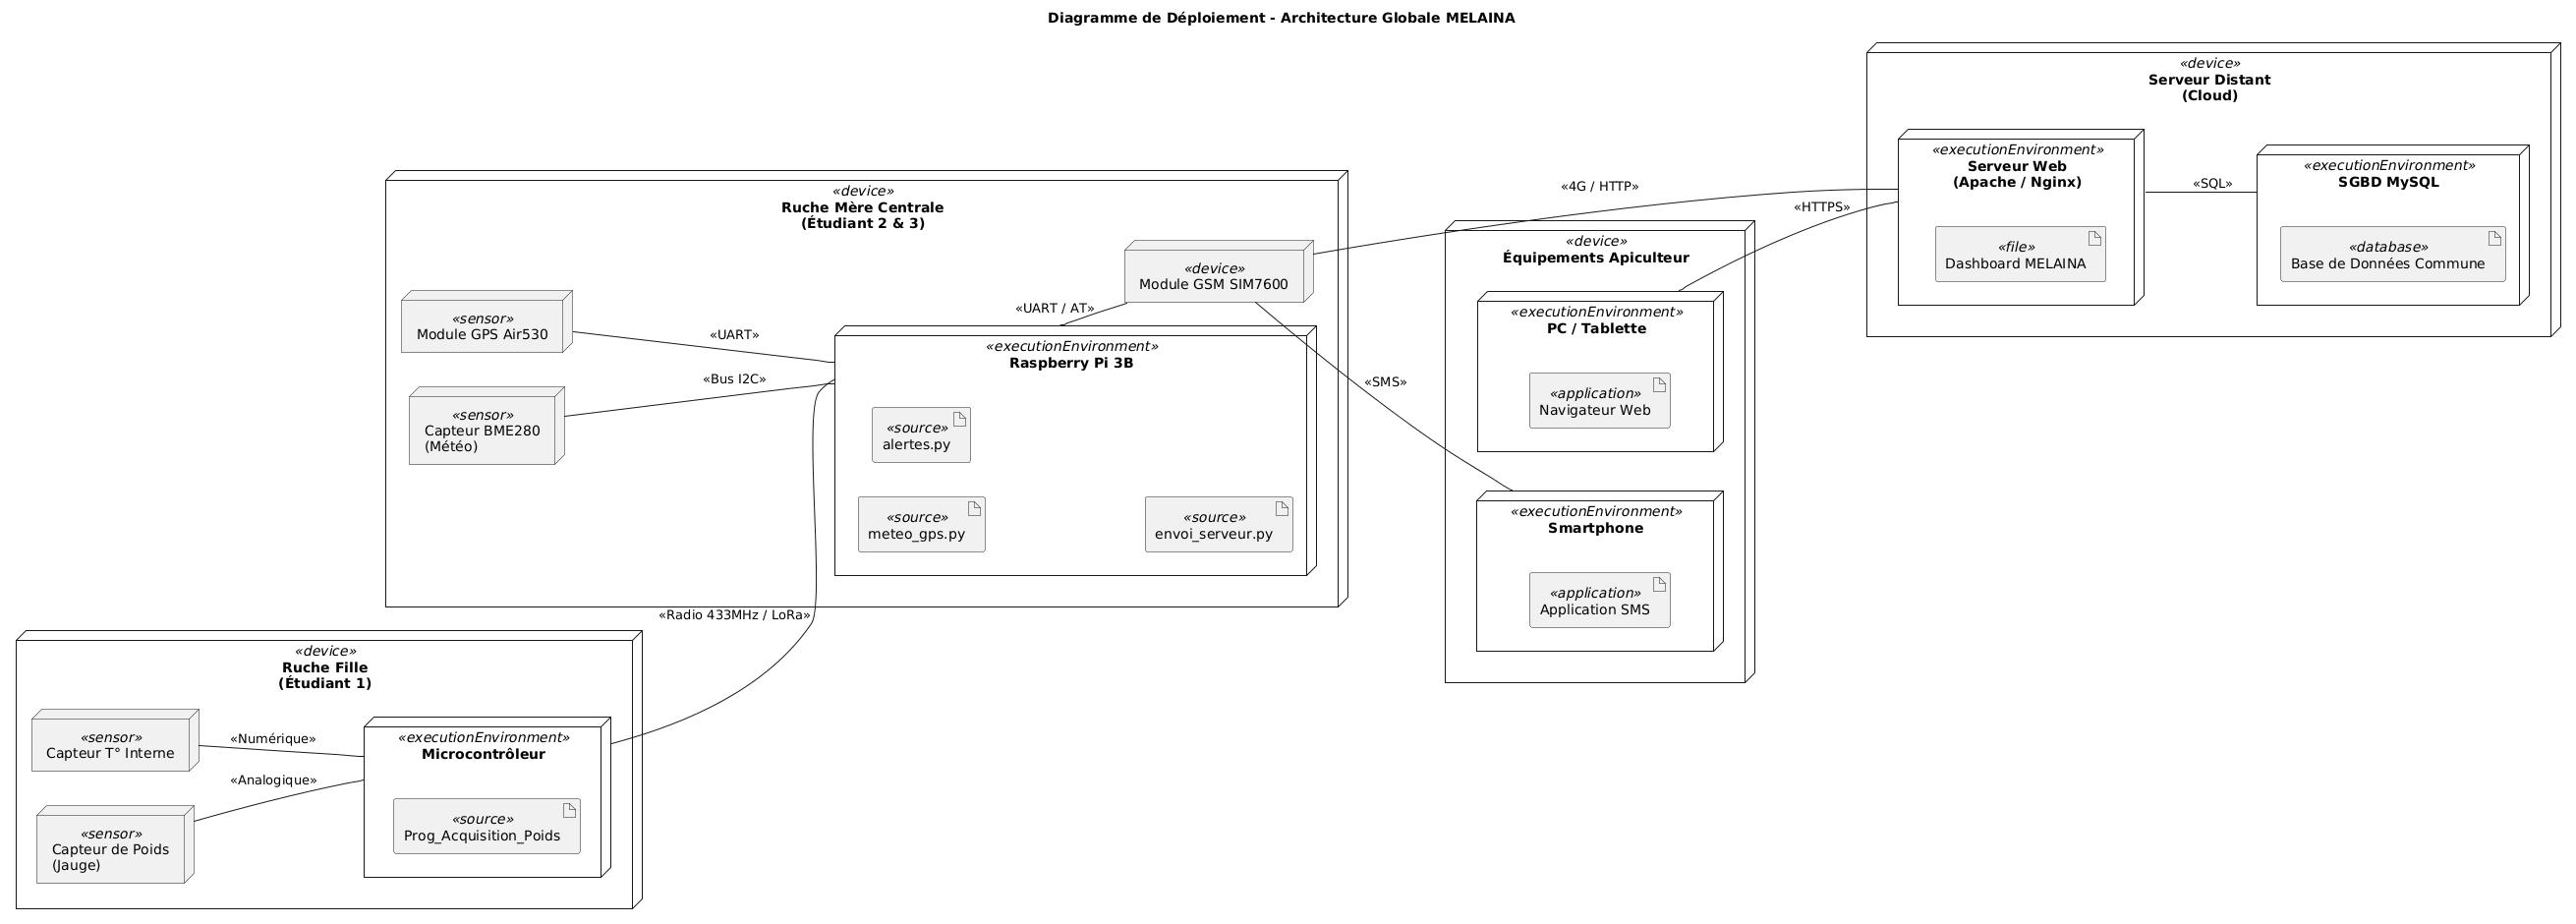 Diagramme de Déploiement - Architecture Globale MELAINA
«device»
Serveur Distant
(Cloud)
«executionEnvironment»
Serveur Web
(Apache / Nginx)
«file»
Dashboard MELAINA
«SQL»
«executionEnvironment»
SGBD MySQL
«database»
Base de Données Commune
«4G / HTTP»
«HTTPS»
«device»
Ruche Mère Centrale
(Étudiant 2 & 3)
«device»
Module GSM SIM7600
«sensor»
Module GPS Air530
«UART»
«UART / AT»
«sensor»
Capteur BME280
(Météo)
«Bus I2C»
«executionEnvironment»
Raspberry Pi 3B
«source»
alertes.py
«source»
meteo_gps.py
«source»
envoi_serveur.py
«SMS»
«device»
Équipements Apiculteur
«executionEnvironment»
PC / Tablette
«application»
Navigateur Web
«executionEnvironment»
Smartphone
«application»
Application SMS
«Radio 433MHz / LoRa»
«device»
Ruche Fille
(Étudiant 1)
«sensor»
Capteur T° Interne
«Numérique»
«Analogique»
«sensor»
Capteur de Poids
(Jauge)
«executionEnvironment»
Microcontrôleur
«source»
Prog_Acquisition_Poids